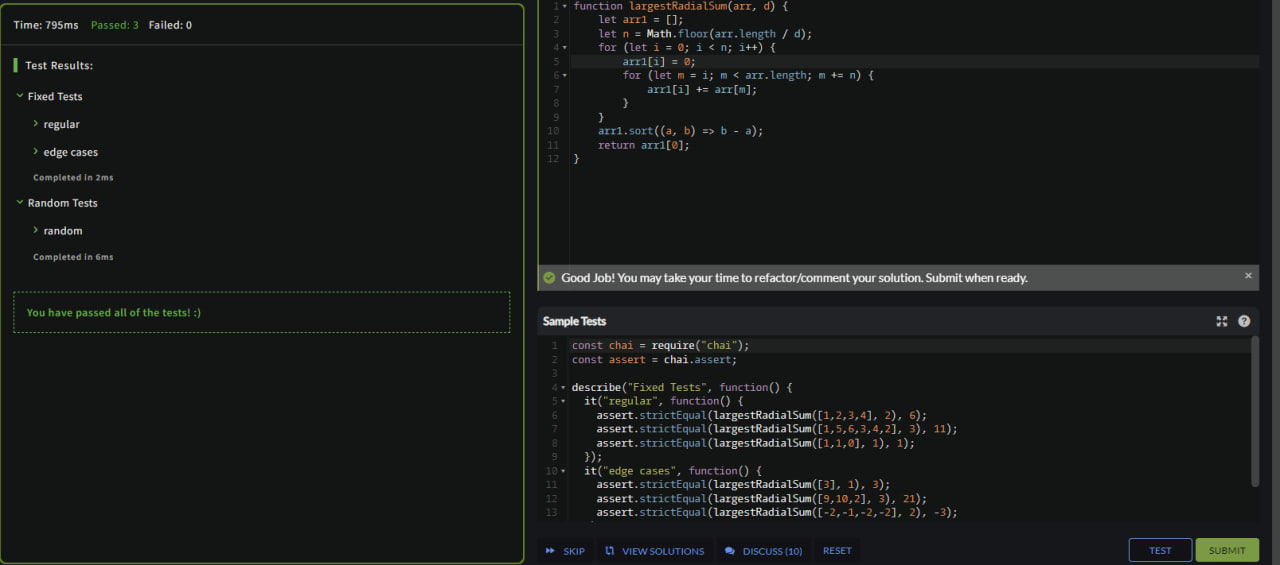 Time: 795ms Passed: 3 Failed: 0
Test Results:
Fixed Tests
regular
edge cases
Completed in 2ms
Random Tests
random
Completed in 6ms
You have passed all of the tests! :)
1 function largestRadialSum(arr, d) {
2 let arr1 = [];
3 let n = Math.floor(arr.length / d);
4 for (let i = 0; i < n; i++) {
5 arr1[i] = 0;
6 for (let m = i; m < arr.length; m += n) {
7 arr1[i] += arr[m];
8 }
9 }
10 arr1.sort((a, b) => b - a);
11 return arr1[0];
12 }
Good Job! You may take your time to refactor/comment your solution. Submit when ready. ×
Sample Tests ?
1 const chai = require("chai");
2 const assert = chai.assert;
3
4 describe("Fixed Tests", function() {
5 it("regular", function() {
6 assert.strictEqual(largestRadialSum([1,2,3,4], 2), 6);
7 assert.strictEqual(largestRadialSum([1,5,6,3,4,2], 3), 11);
8 assert.strictEqual(largestRadialSum([1,1,0], 1), 1);
9 });
10 it("edge cases", function() {
11 assert.strictEqual(largestRadialSum([3], 1), 3);
12 assert.strictEqual(largestRadialSum([9,10,2], 3), 21);
13 assert.strictEqual(largestRadialSum([-2,-1,-2,-2], 2), -3);
SKIP VIEW SOLUTIONS DISCUSS (10) RESET TEST SUBMIT